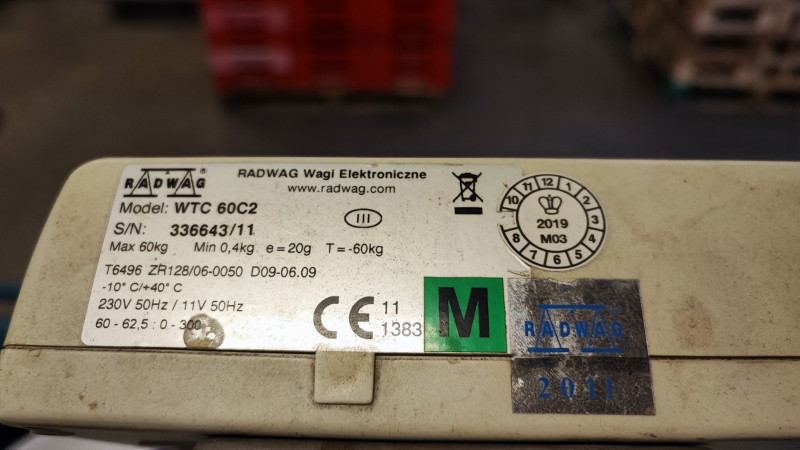 RADWAG®
RADWAG Wagi Elektroniczne
www.radwag.com
Model: WTC 60C2
S/N: 336643/11
III
Max 60kg Min 0,4kg e=20g T=-60kg
T6496 ZR128/06-0050 D09-06.09
-10° C/+40° C
230V 50Hz / 11V 50Hz
60 - 62,5 : 0 - 300
CE 11
1383
M
10 11 12 1 2 3 4 5 6 7 8
2019
M03
RADWAG
2011